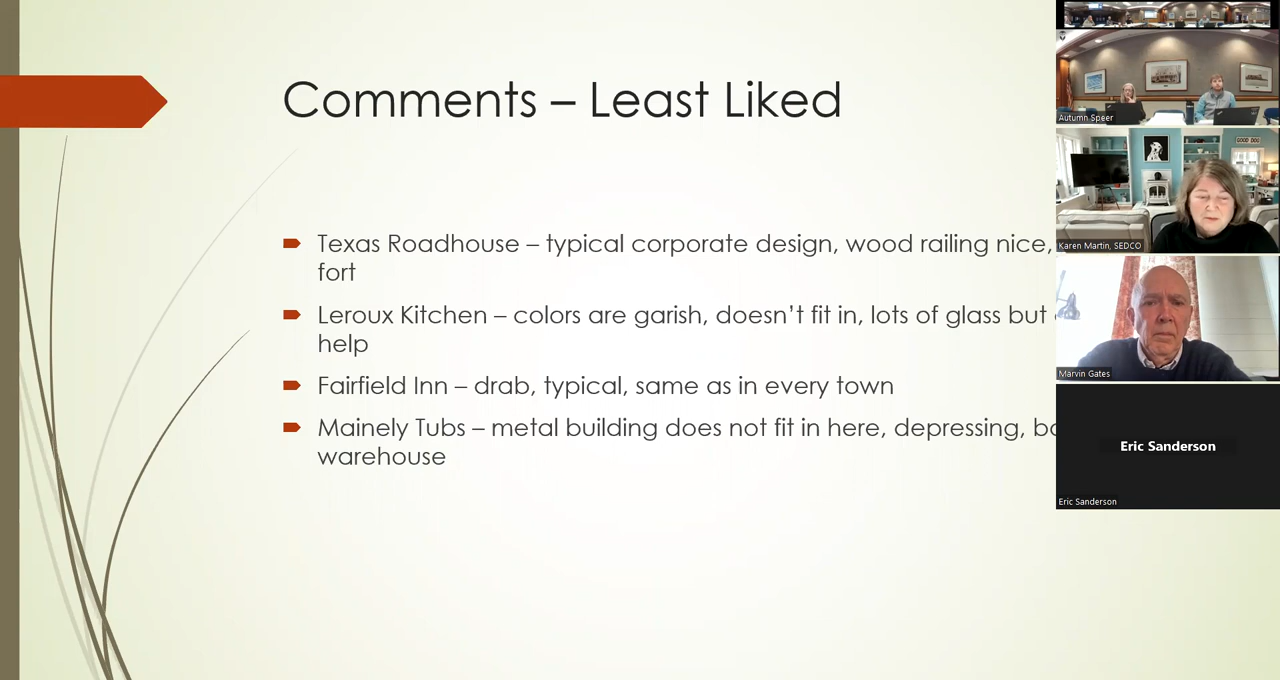 Comments – Least Liked
Texas Roadhouse – typical corporate design, wood railing nice,
fort
Leroux Kitchen – colors are garish, doesn’t fit in, lots of glass but
help
Fairfield Inn – drab, typical, same as in every town
Mainely Tubs – metal building does not fit in here, depressing,
warehouse
Autumn Speer
GOOD DOG
Karen Martin, SEDCO
Marvin Gates
Eric Sanderson
Eric Sanderson